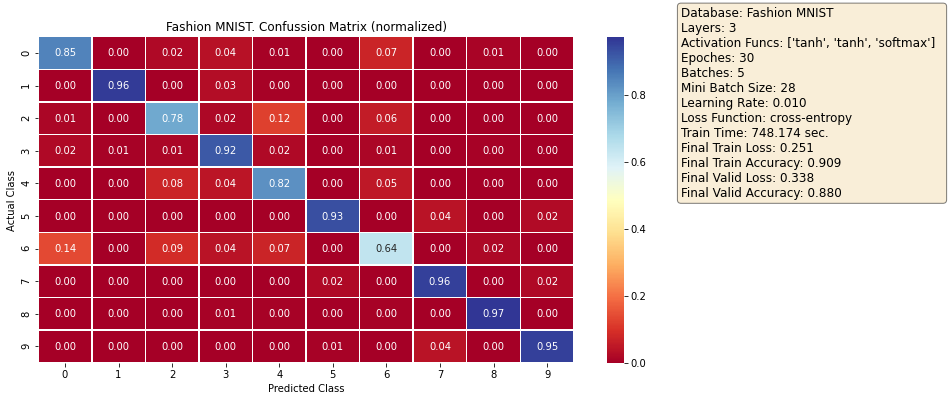 Fashion MNIST. Confussion Matrix (normalized)
Actual Class
0 0.85 0.00 0.02 0.04 0.01 0.00 0.07 0.00 0.01 0.00
1 0.00 0.96 0.00 0.03 0.00 0.00 0.00 0.00 0.00 0.00
2 0.01 0.00 0.78 0.02 0.12 0.00 0.06 0.00 0.00 0.00
3 0.02 0.01 0.01 0.92 0.02 0.00 0.01 0.00 0.00 0.00
4 0.00 0.00 0.08 0.04 0.82 0.00 0.05 0.00 0.00 0.00
5 0.00 0.00 0.00 0.00 0.00 0.93 0.00 0.04 0.00 0.02
6 0.14 0.00 0.09 0.04 0.07 0.00 0.64 0.00 0.02 0.00
7 0.00 0.00 0.00 0.00 0.00 0.02 0.00 0.96 0.00 0.02
8 0.00 0.00 0.00 0.01 0.00 0.00 0.00 0.00 0.97 0.00
9 0.00 0.00 0.00 0.00 0.00 0.01 0.00 0.04 0.00 0.95
0 1 2 3 4 5 6 7 8 9
Predicted Class
0.8
0.6
0.4
0.2
0.0
Database: Fashion MNIST
Layers: 3
Activation Funcs: ['tanh', 'tanh', 'softmax']
Epoches: 30
Batches: 5
Mini Batch Size: 28
Learning Rate: 0.010
Loss Function: cross-entropy
Train Time: 748.174 sec.
Final Train Loss: 0.251
Final Train Accuracy: 0.909
Final Valid Loss: 0.338
Final Valid Accuracy: 0.880